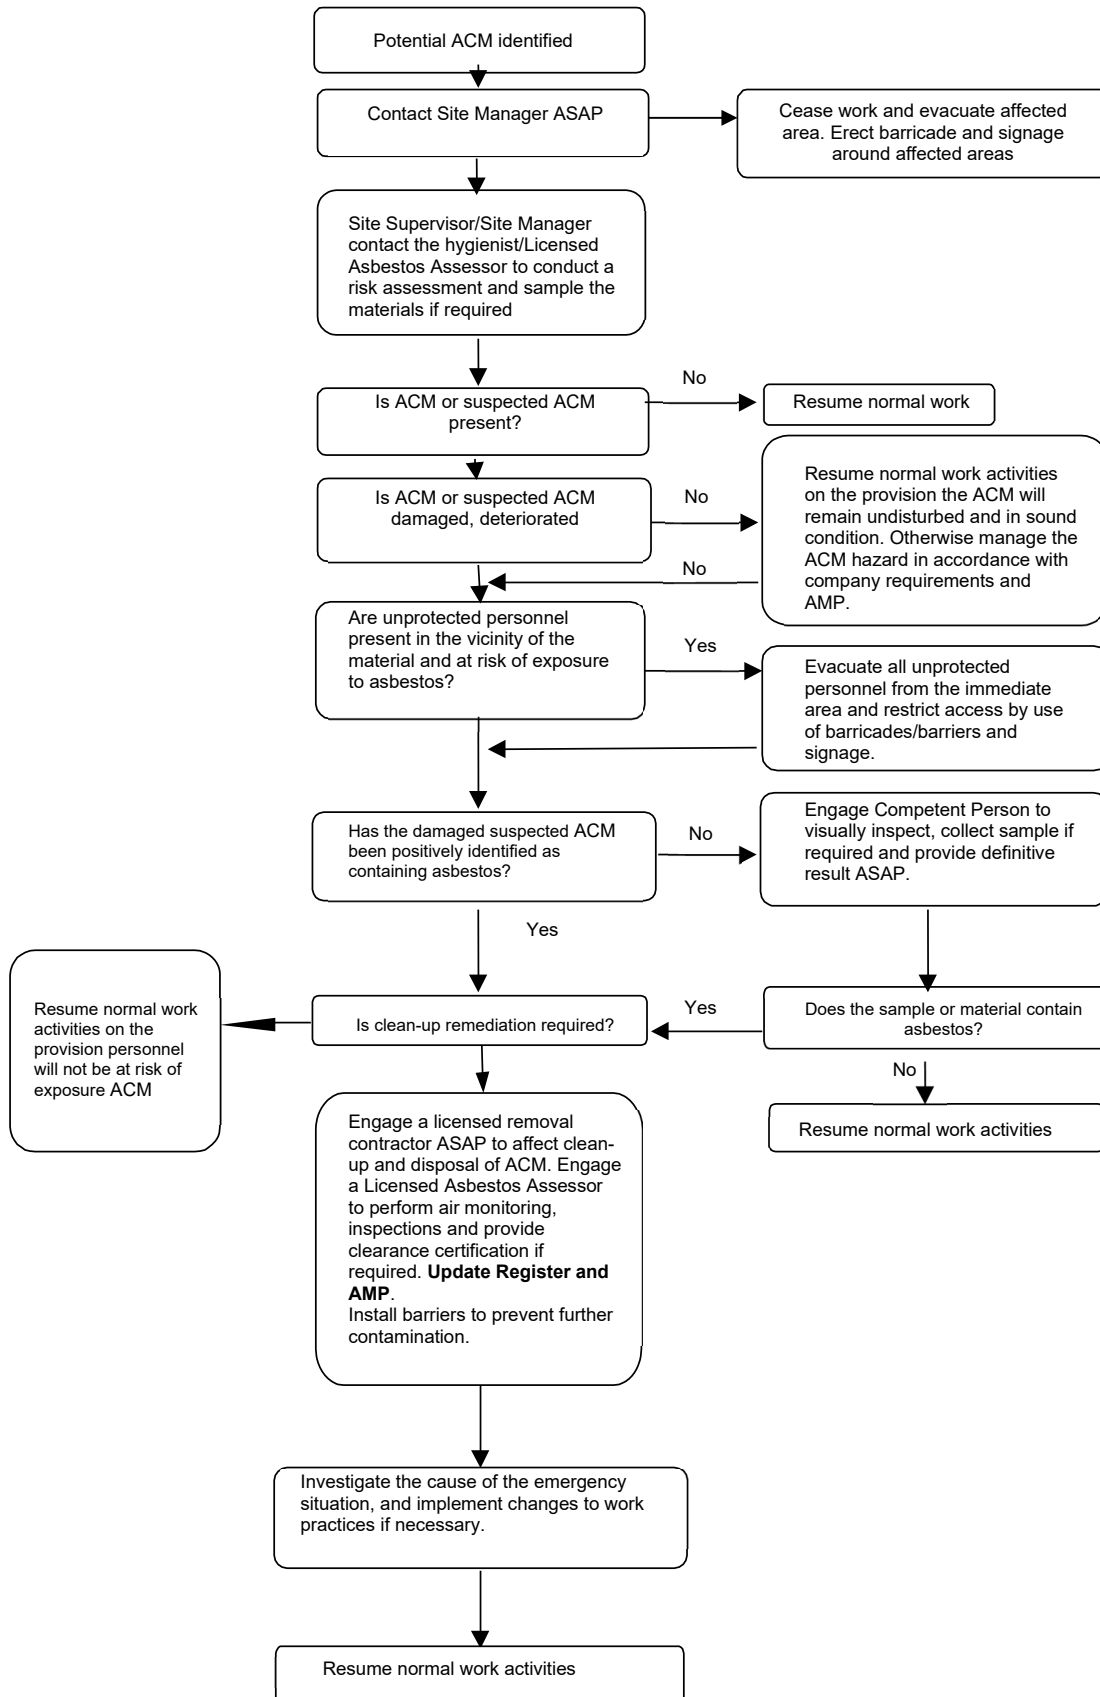 Potential ACM identified
Contact Site Manager ASAP
Cease work and evacuate affected
area. Erect barricade and signage
around affected areas
Site Supervisor/Site Manager
contact the hygienist/Licensed
Asbestos Assessor to conduct a
risk assessment and sample the
materials if required
Is ACM or suspected ACM
present?
No
Resume normal work
Is ACM or suspected ACM
damaged, deteriorated
No
Resume normal work activities
on the provision the ACM will
remain undisturbed and in sound
condition. Otherwise manage the
ACM hazard in accordance with
company requirements and
AMP.
No
Are unprotected personnel
present in the vicinity of the
material and at risk of exposure
to asbestos?
Yes
Evacuate all unprotected
personnel from the immediate
area and restrict access by use
of barricades/barriers and
signage.
Has the damaged suspected ACM
been positively identified as
containing asbestos?
No
Engage Competent Person to
visually inspect, collect sample if
required and provide definitive
result ASAP.
Yes
Resume normal work
activities on the
provision personnel
will not be at risk of
exposure ACM
Is clean-up remediation required?
Yes
Does the sample or material contain
asbestos?
No
Resume normal work activities
Engage a licensed removal
contractor ASAP to affect clean-
up and disposal of ACM. Engage
a Licensed Asbestos Assessor
to perform air monitoring,
inspections and provide
clearance certification if
required. Update Register and
AMP.
Install barriers to prevent further
contamination.
Investigate the cause of the emergency
situation, and implement changes to work
practices if necessary.
Resume normal work activities